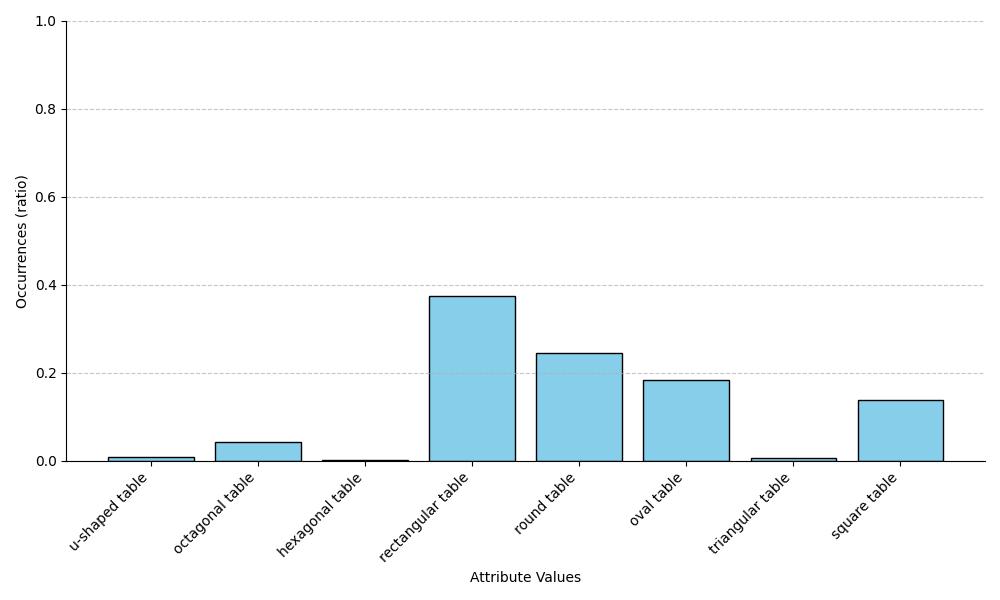 1.0
0.8
0.6
0.4
0.2
0.0
Occurrences (ratio)
u-shaped table
octagonal table
hexagonal table
rectangular table
round table
oval table
triangular table
square table
Attribute Values